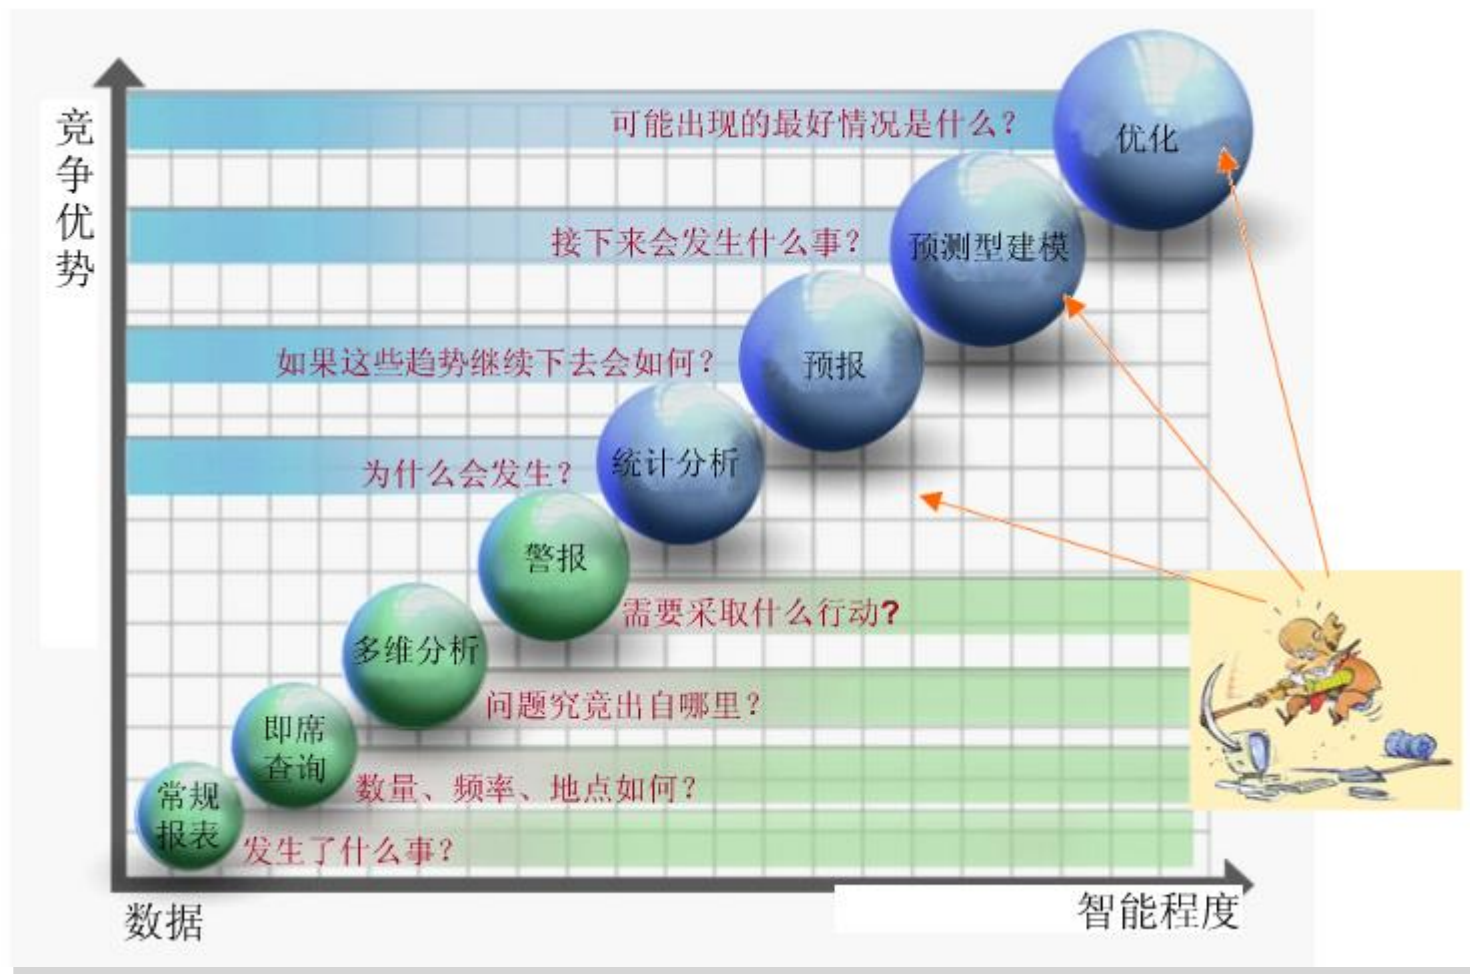 竞
争
优
势
可能出现的最好情况是什么？
优化
接下来会发生什么事？
预测型建模
如果这些趋势继续下去会如何？
预报
为什么会发生？
统计分析
警报
需要采取什么行动?
多维分析
问题究竟出自哪里？
即席
查询
数量、频率、地点如何？
常规
报表
发生了什么事？
数据
智能程度